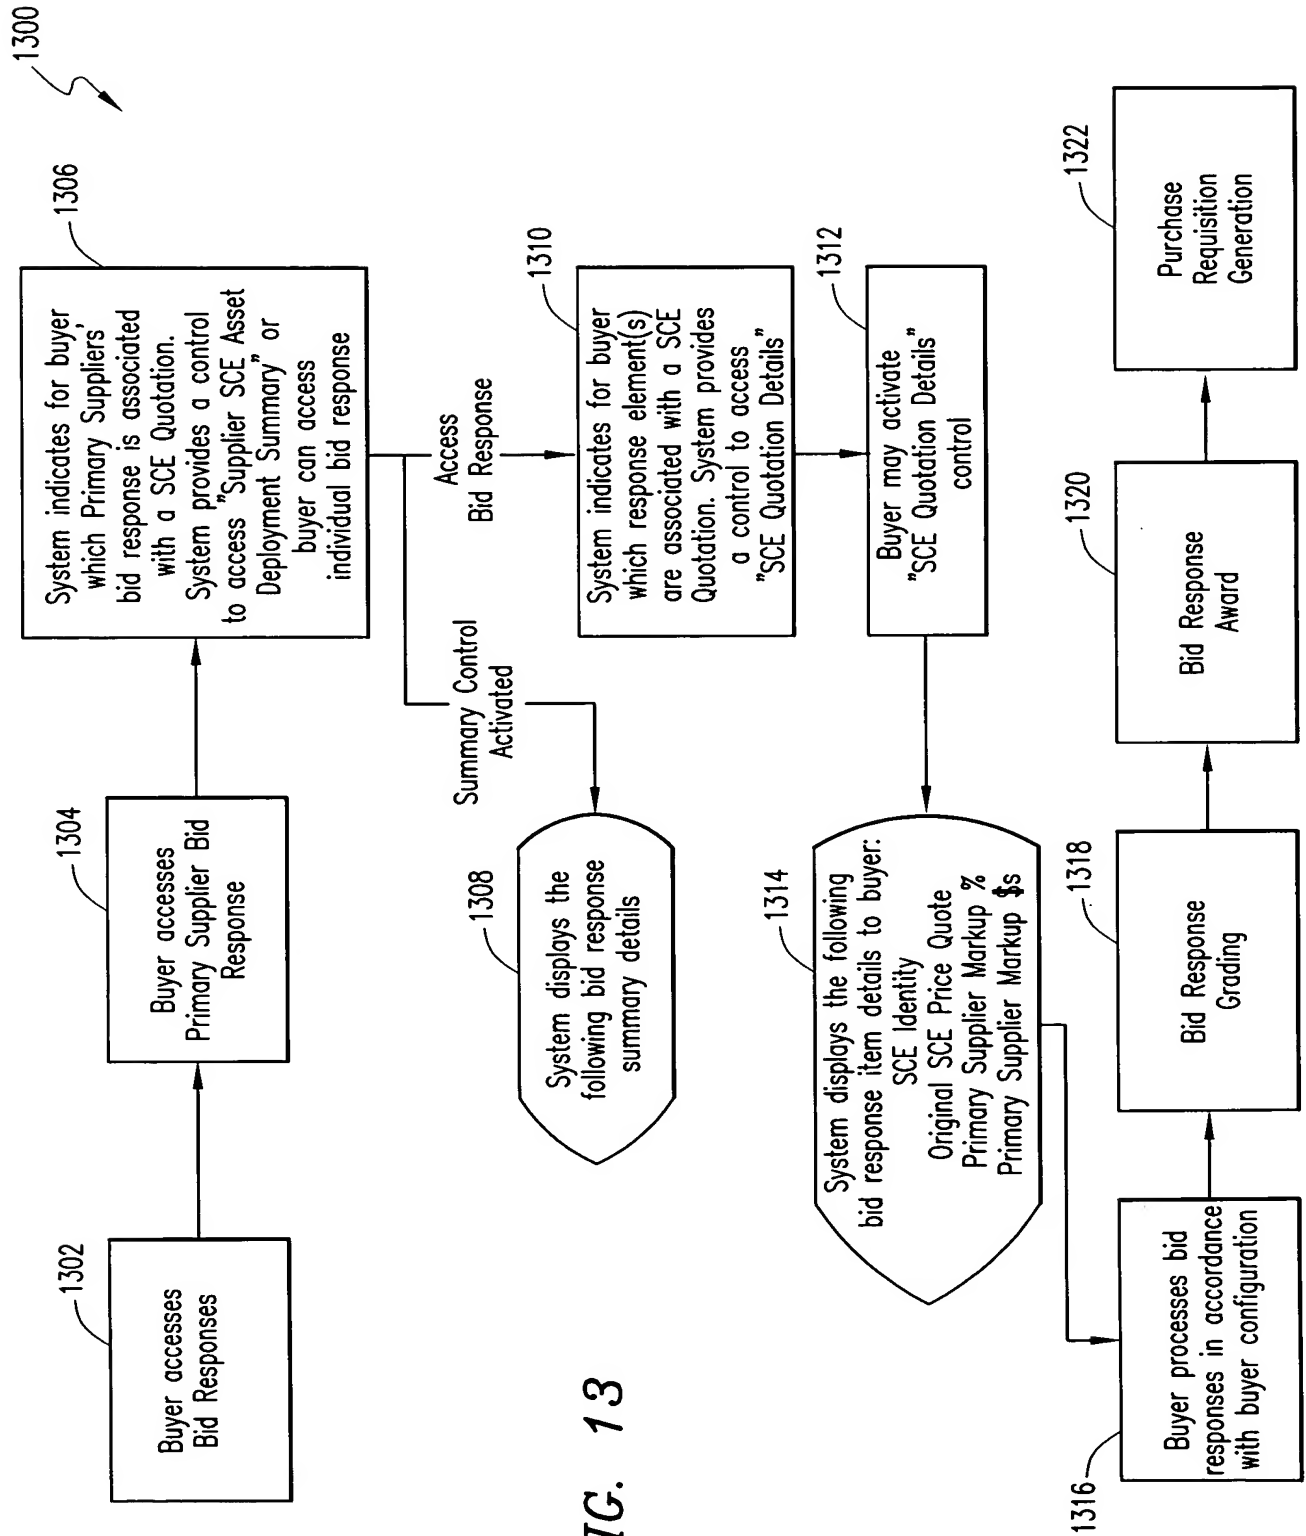 1300
1302
Buyer accesses
Bid Responses
1304
Buyer accesses
Primary Supplier Bid
Response
1306
System indicates for buyer,
which Primary Suppliers'
bid response is associated
with a SCE Quotation.
System provides a control
to access "Supplier SCE Asset
Deployment Summary" or
buyer can access
individual bid response
Summary Control
Activated
Access
Bid Response
1308
System displays the
following bid response
summary details
1310
System indicates for buyer
which response element(s)
are associated with a SCE
Quotation. System provides
a control to access
"SCE Quotation Details"
1312
Buyer may activate
"SCE Quotation Details"
control
1314
System displays the following
bid response item details to buyer:
SCE Identity
Original SCE Price Quote
Primary Supplier Markup %
Primary Supplier Markup $s
1316
Buyer processes bid
responses in accordance
with buyer configuration
1318
Bid Response
Grading
1320
Bid Response
Award
1322
Purchase
Requisition
Generation
IG. 13